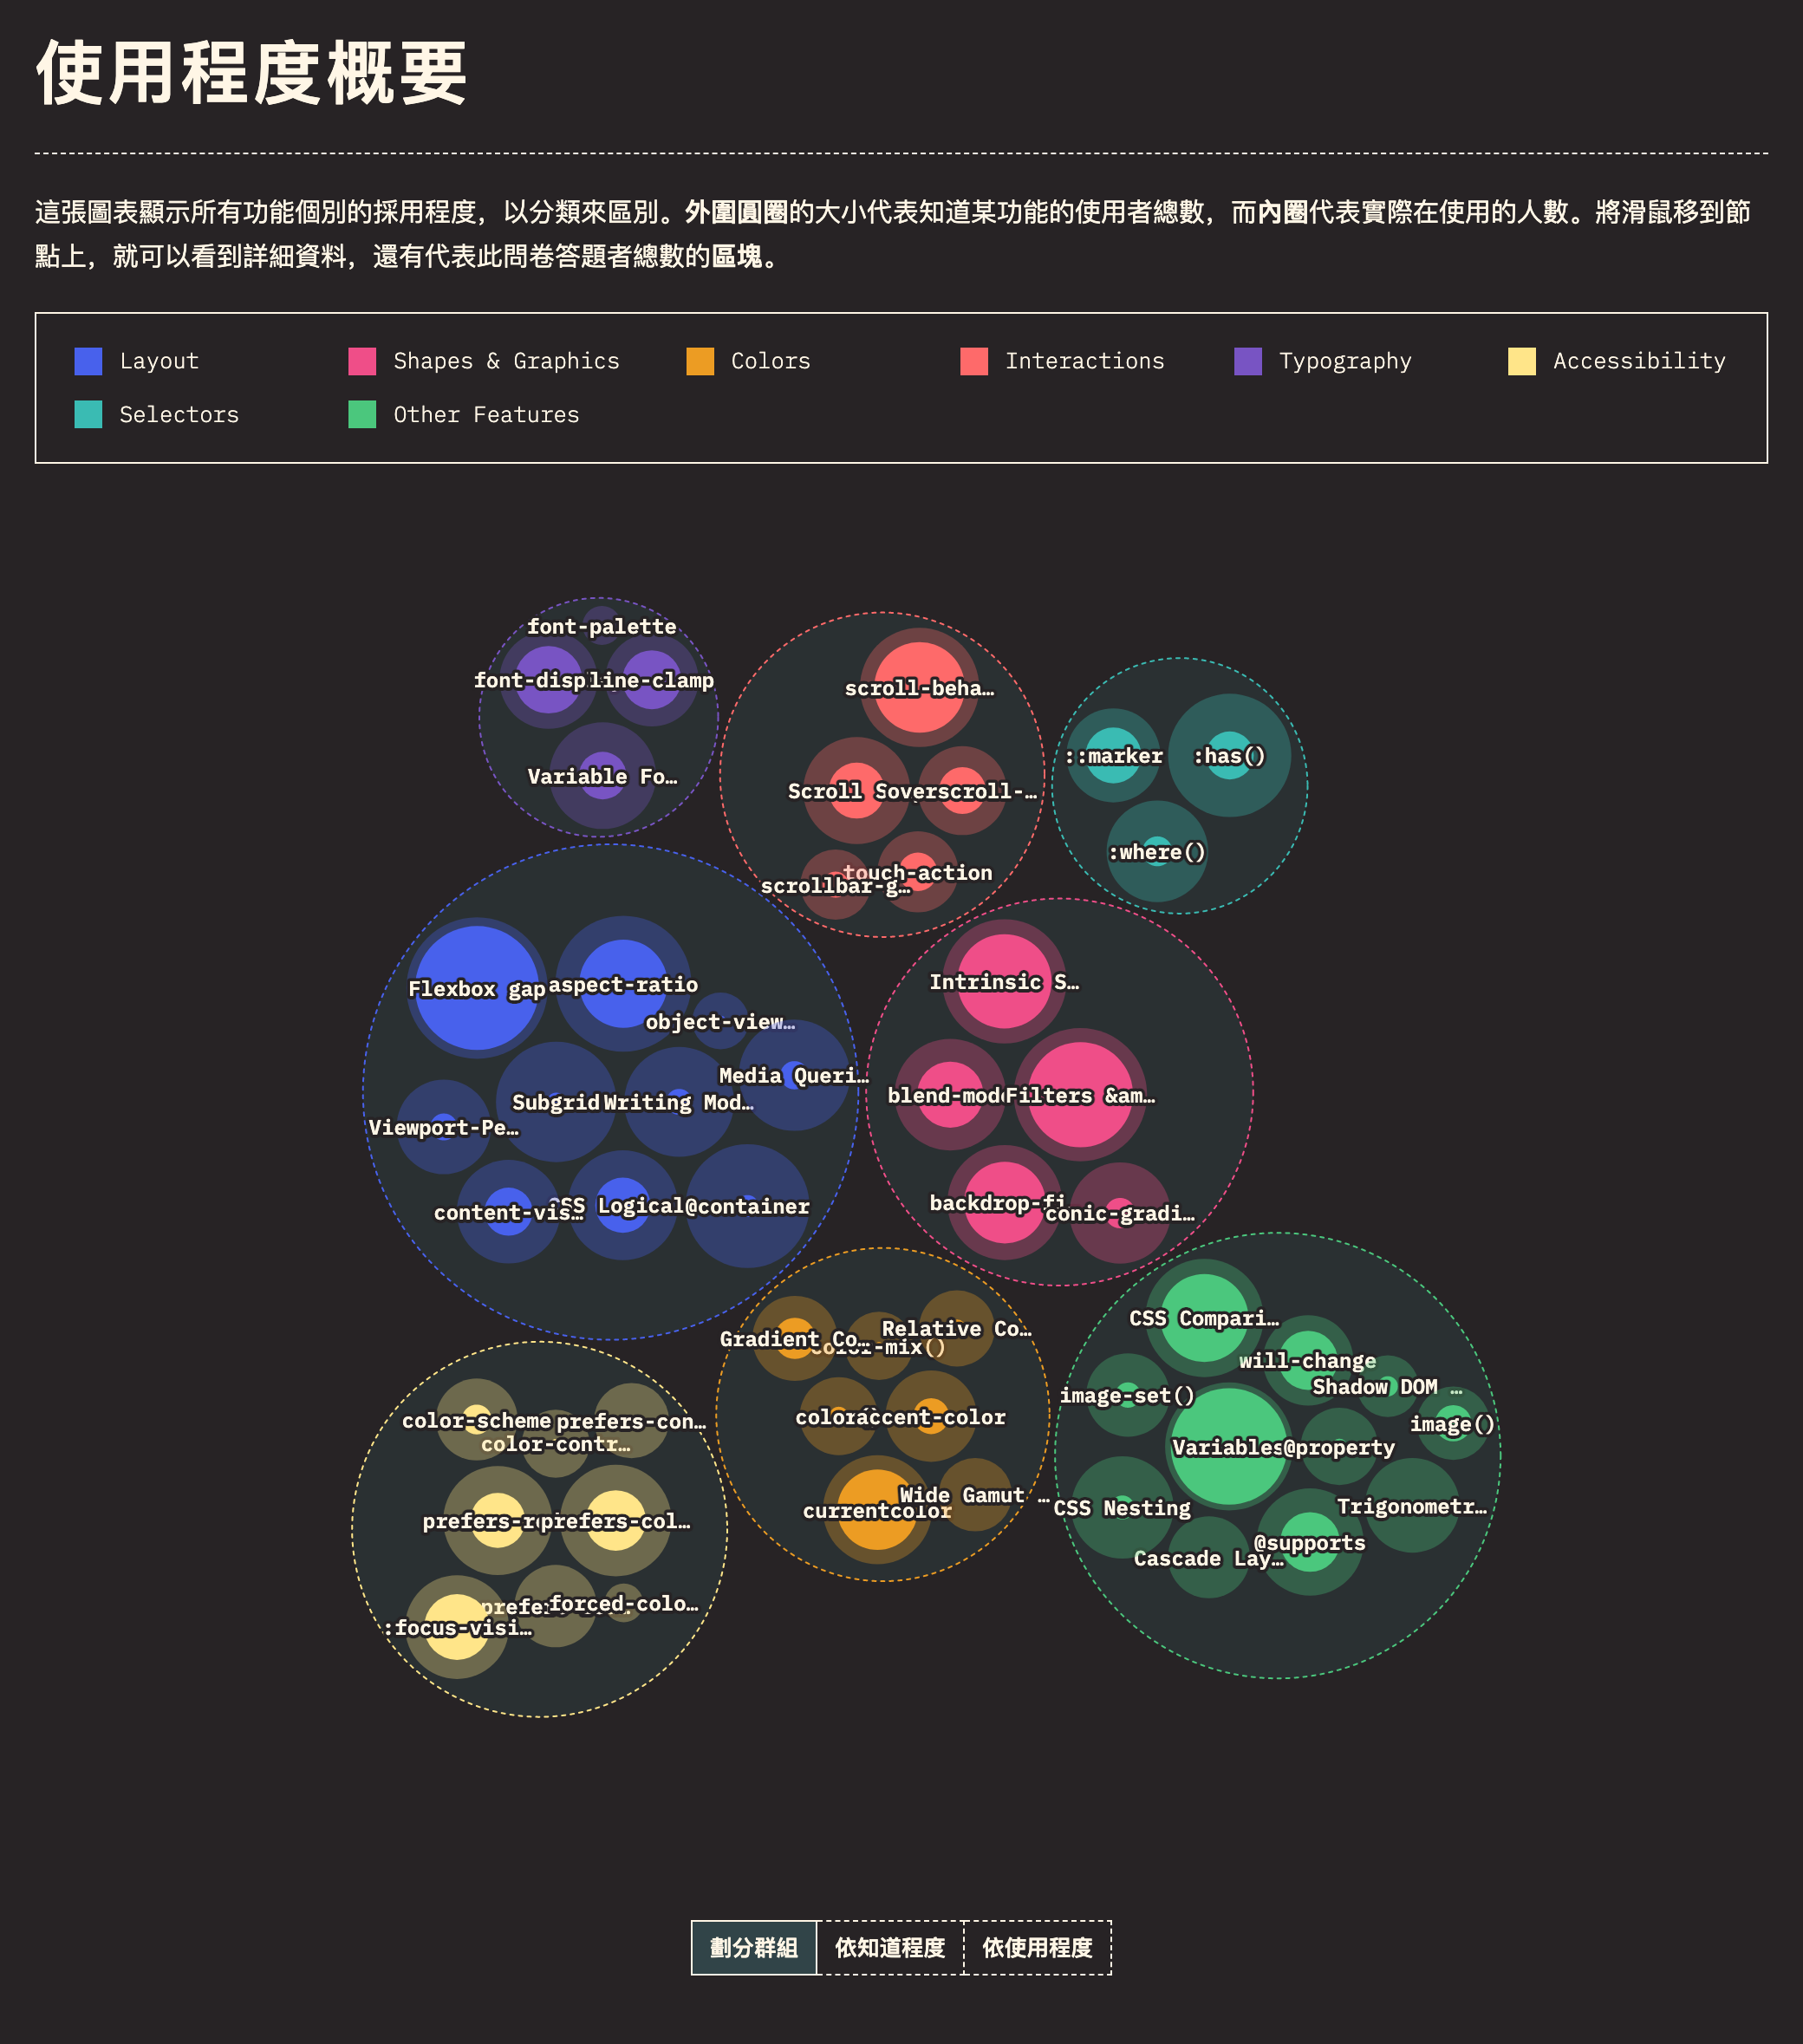 使用程度概要
這張圖表顯示所有功能個別的採用程度，以分類來區別。外圍圓圈的大小代表知道某功能的使用者總數，而內圈代表實際在使用的人數。將滑鼠移到節
點上，就可以看到詳細資料，還有代表此問卷答題者總數的區塊。
Layout Shapes & Graphics Colors Interactions Typography Accessibility
Selectors Other Features
font-palette
font-disp line-clamp
Variable Fo…
scroll-beha…
Scroll S overscroll-…
touch-action
scrollbar-g…
::marker :has()
:where()
Flexbox gap aspect-ratio
object-view…
Media Queri…
Subgrid Writing Mod…
Viewport-Pe…
content-vis… CSS Logical @container
Intrinsic S…
blend-mode Filters &am…
backdrop-fi
conic-gradi…
Gradient Co… Relative Co…
color-mix()
color( accent-color
Wide Gamut …
currentcolor
CSS Compari…
will-change
Shadow DOM …
image-set()
image()
Variables @property
CSS Nesting Trigonometr…
@supports
Cascade Lay…
color-scheme prefers-con…
color-contr…
prefers-re prefers-col…
forced-colo…
:focus-visi…
劃分群組 依知道程度 依使用程度